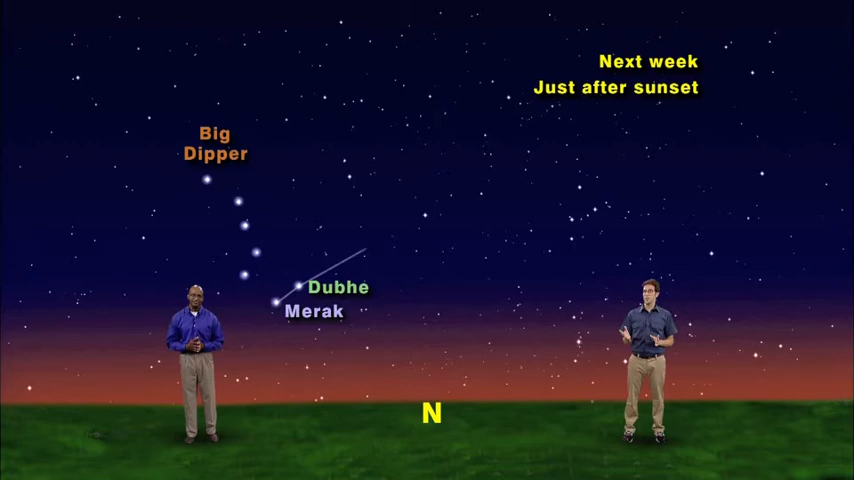 Next week
Just after sunset
Big
Dipper
Dubhe
Merak
N